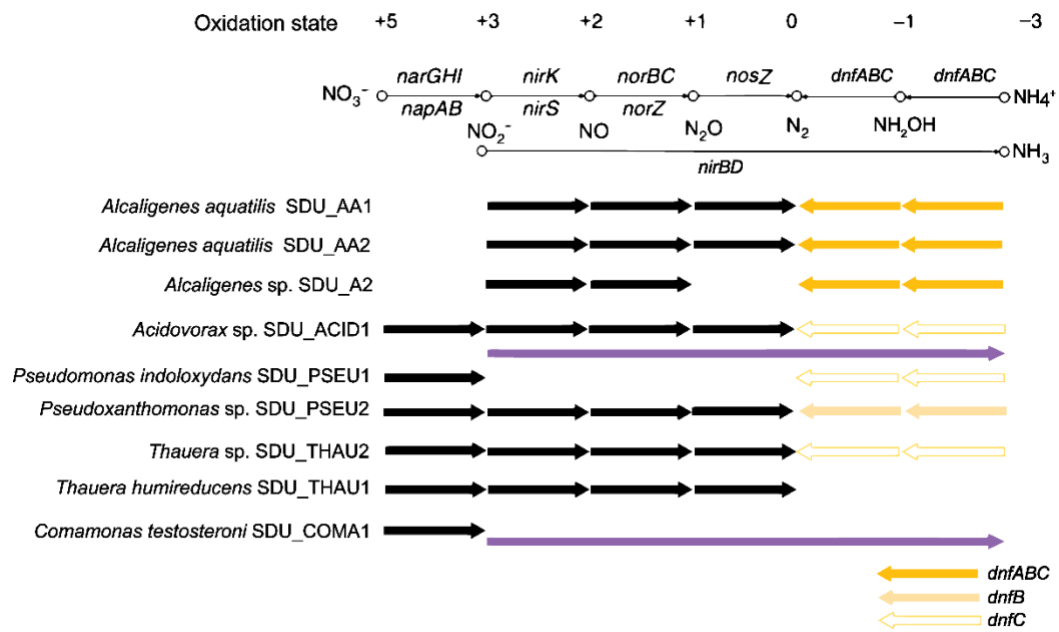 Oxidation state +5 +3 +2 +1 0 −1 −3
narGHI nirK norBC nosZ dnfABC dnfABC
NO₃⁻ NH4⁺
napAB nirS norZ
NO₂⁻ NO N₂O N₂ NH₂OH
NH₃
nirBD
Alcaligenes aquatilis SDU_AA1
Alcaligenes aquatilis SDU_AA2
Alcaligenes sp. SDU_A2
Acidovorax sp. SDU_ACID1
Pseudomonas indoloxydans SDU_PSEU1
Pseudoxanthomonas sp. SDU_PSEU2
Thauera sp. SDU_THAU2
Thauera humireducens SDU_THAU1
Comamonas testosteroni SDU_COMA1
dnfABC
dnfB
dnfC